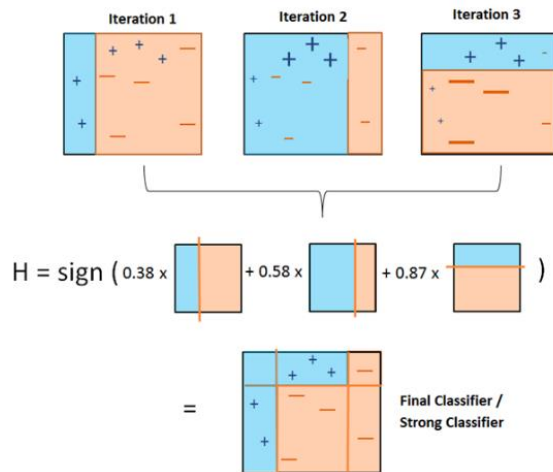 Iteration 1
Iteration 2
Iteration 3
H = sign ( 0.38 x + 0.58 x + 0.87 x )
= Final Classifier /
Strong Classifier